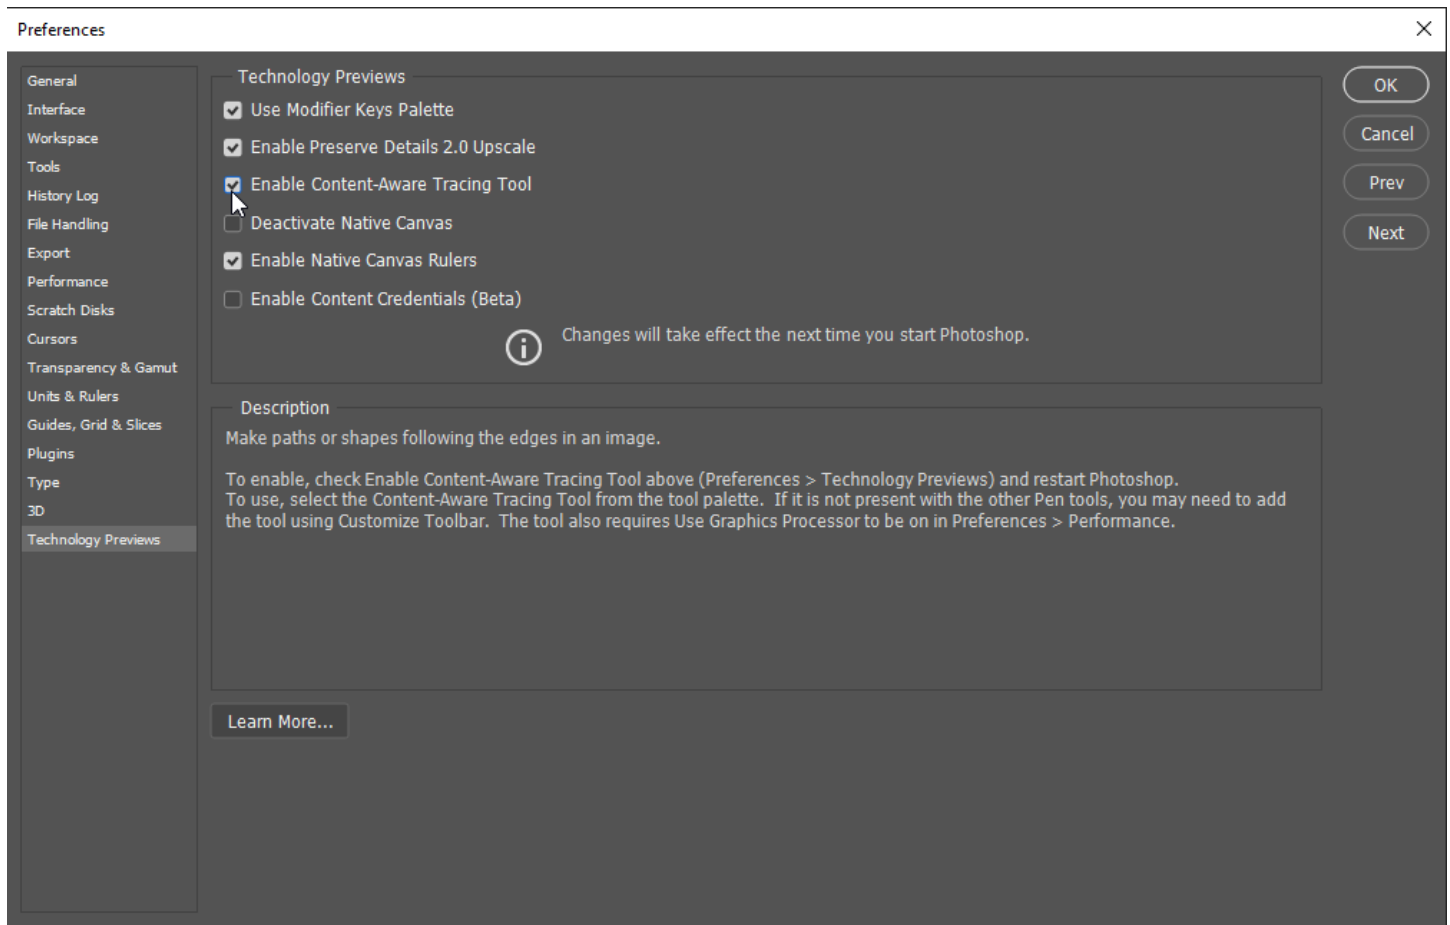 Preferences
General
Interface
Workspace
Tools
History Log
File Handling
Export
Performance
Scratch Disks
Cursors
Transparency & Gamut
Units & Rulers
Guides, Grid & Slices
Plugins
Type
3D
Technology Previews
Technology Previews
Use Modifier Keys Palette
Enable Preserve Details 2.0 Upscale
Enable Content-Aware Tracing Tool
Deactivate Native Canvas
Enable Native Canvas Rulers
Enable Content Credentials (Beta)
Changes will take effect the next time you start Photoshop.
Description
Make paths or shapes following the edges in an image.
To enable, check Enable Content-Aware Tracing Tool above (Preferences > Technology Previews) and restart Photoshop.
To use, select the Content-Aware Tracing Tool from the tool palette.  If it is not present with the other Pen tools, you may need to add
the tool using Customize Toolbar.  The tool also requires Use Graphics Processor to be on in Preferences > Performance.
Learn More...
OK
Cancel
Prev
Next